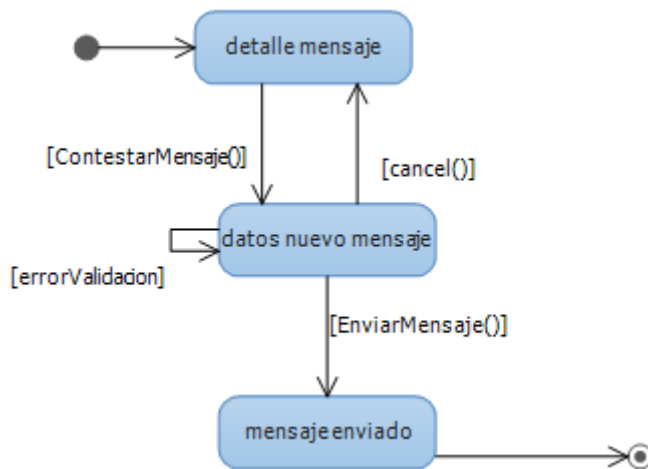 detalle mensaje
[ContestarMensaje()]
[cancel()]
datos nuevo mensaje
[errorValidacion]
[EnviarMensaje()]
mensaje enviado